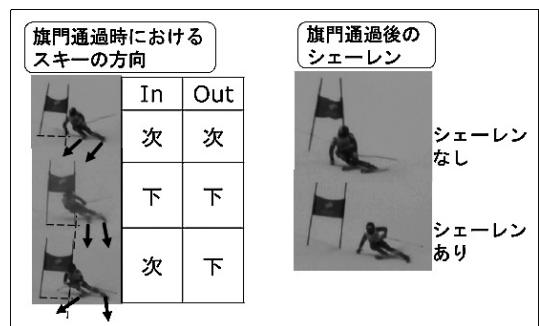 旗門通過時における
スキーの方向
In Out
次 次
下 下
次 下
旗門通過後の
シェーレン
シェーレン
なし
シェーレン
あり